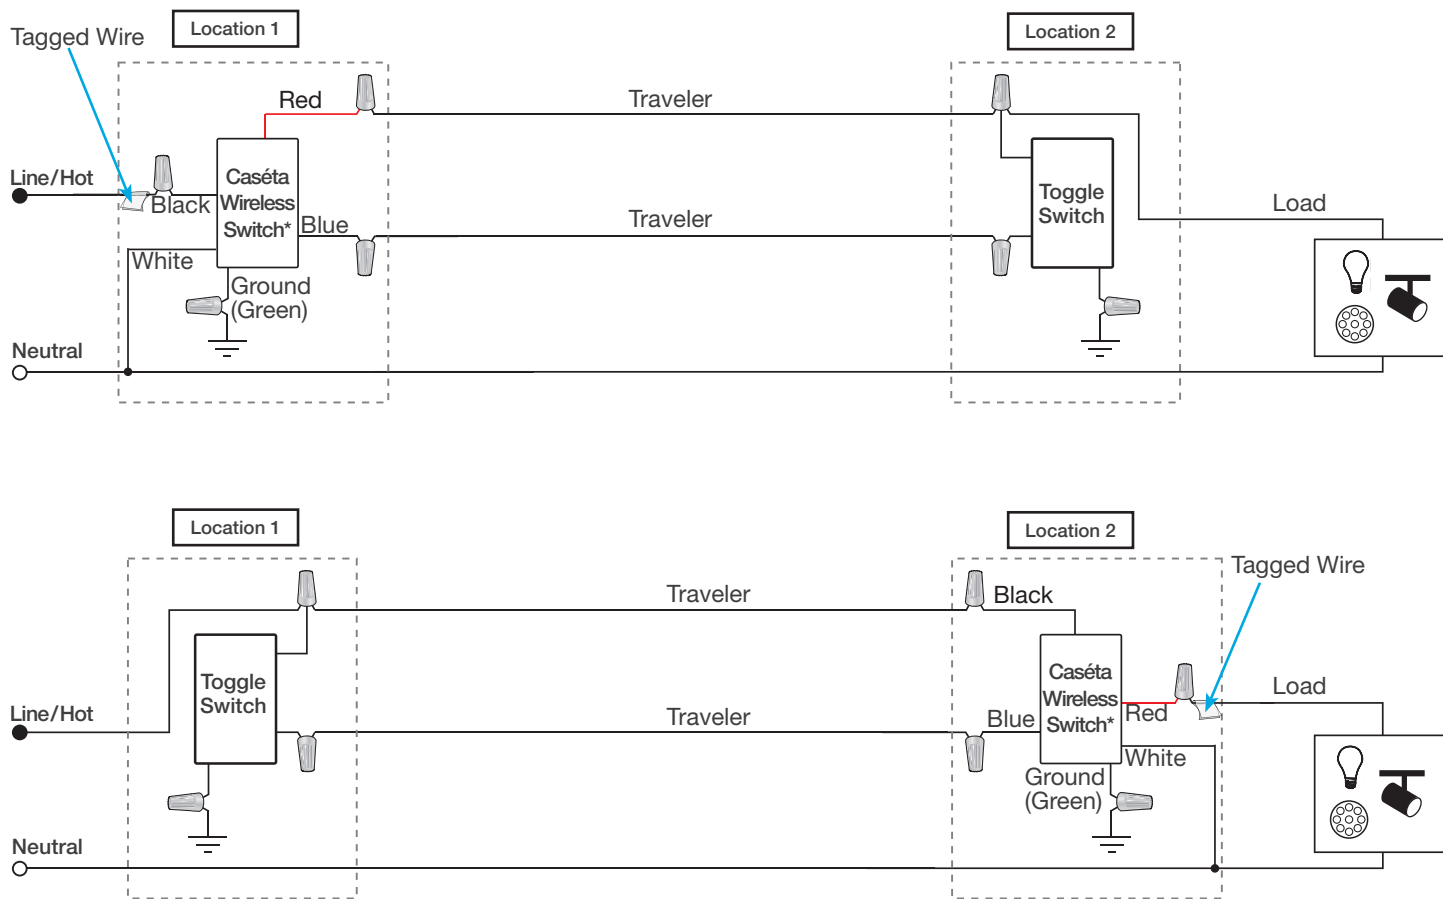 Location 1
Location 2
Tagged Wire
Red
Traveler
Line/Hot
Black
Caséta
Wireless
Switch*
Toggle
Switch
Load
Blue
Traveler
White
Ground
(Green)
Neutral
Location 1
Location 2
Tagged Wire
Traveler
Black
Toggle
Switch
Caséta
Wireless
Switch*
Load
Line/Hot
Traveler
Blue
Red
White
Ground
(Green)
Neutral